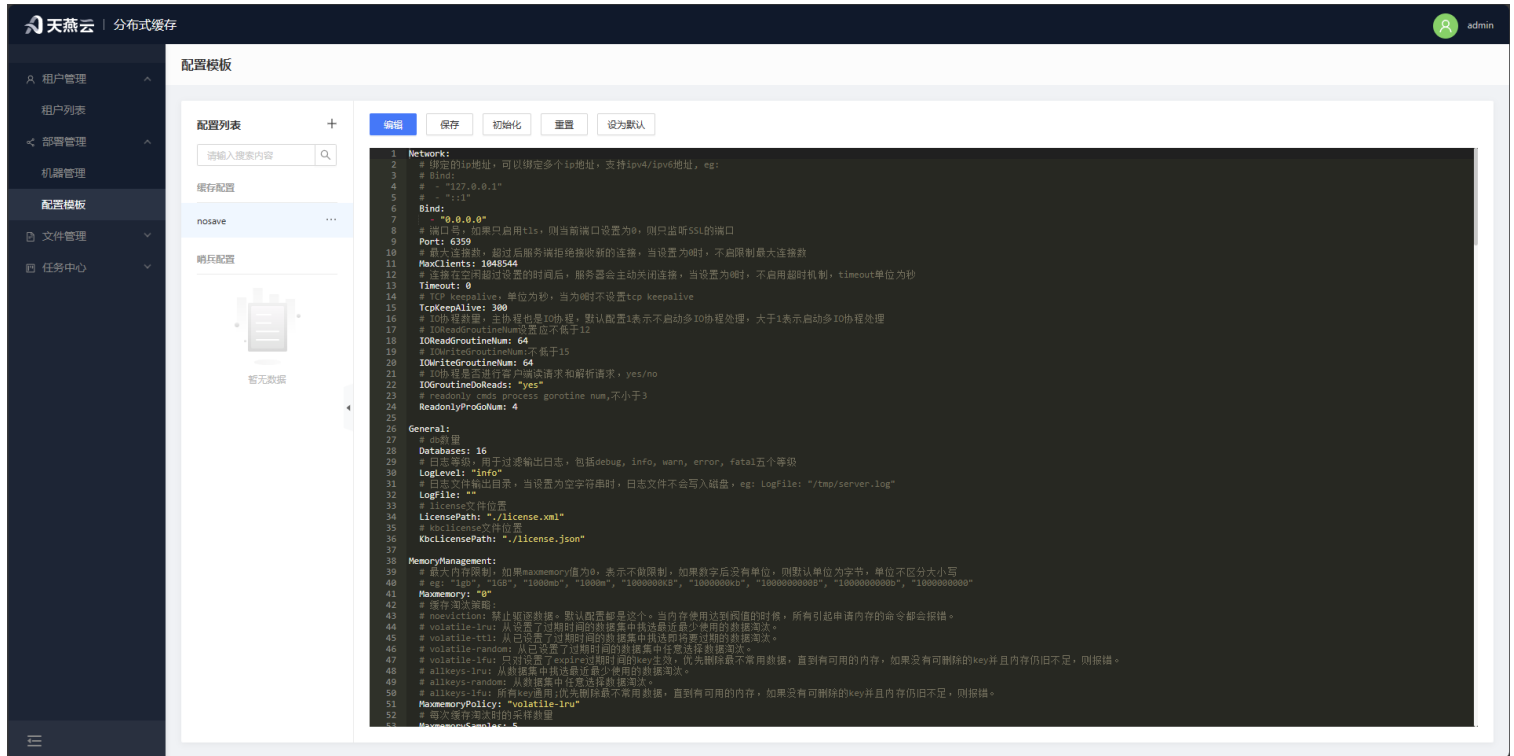 天燕云 | 分布式缓存
admin
租户管理
租户列表
部署管理
机器管理
配置模板
文件管理
任务中心
配置模板
配置列表 +
请输入搜索内容
缓存配置
nosave ...
哨兵配置
暂无数据
编辑 保存 初始化 重置 设为默认
1 Network:
2 # 绑定的ip地址，可以绑定多个ip地址，支持ipv4/ipv6地址, eg:
3 # Bind:
4 # - "127.0.0.1"
5 # - "::1"
6 Bind:
7 - "0.0.0.0"
8 # 端口号，如果只启用tls，则当前端口设置为0，则只监听SSL的端口
9 Port: 6359
10 # 最大连接数，超过后服务端拒绝接收新的连接，当设置为0时，不启限制最大连接数
11 MaxClients: 1048544
12 # 连接在空闲超过设置的时间后，服务器会主动关闭连接，当设置为0时，不启用超时机制，timeout单位为秒
13 Timeout: 0
14 # TCP keepalive，单位为秒，当为0时不设置tcp keepalive
15 TcpKeepAlive: 300
16 # IO协程数量，主协程也是IO协程，默认配置1表示不启动多IO协程处理，大于1表示启动多IO协程处理
17 # IOReadGroutineNum设置应不低于12
18 IOReadGroutineNum: 64
19 # IOWriteGroutineNum:不低于15
20 IOWriteGroutineNum: 64
21 # IO协程是否进行客户端读请求和解析请求，yes/no
22 IOGroutineDoReads: "yes"
23 # readonly cmds process gorotine num,不小于3
24 ReadonlyProGoNum: 4
25
26 General:
27 # db数量
28 Databases: 16
29 # 日志等级，用于过滤输出日志，包括debug, info, warn, error, fatal五个等级
30 LogLevel: "info"
31 # 日志文件输出目录，当设置为空字符串时，日志文件不会写入磁盘，eg: LogFile: "/tmp/server.log"
32 LogFile: ""
33 # license文件位置
34 LicensePath: "./license.xml"
35 # kbclicense文件位置
36 KbcLicensePath: "./license.json"
37
38 MemoryManagement:
39 # 最大内存限制，如果maxmemory值为0，表示不做限制，如果数字后没有单位，则默认单位为字节，单位不区分大小写
40 # eg: "1gb", "1GB", "1000mb", "1000m", "1000000KB", "1000000kb", "1000000000B", "1000000000b", "1000000000"
41 Maxmemory: "0"
42 # 缓存淘汰策略:
43 # noeviction: 禁止驱逐数据。默认配置都是这个。当内存使用达到阀值的时候，所有引起申请内存的命令都会报错。
44 # volatile-lru: 从设置了过期时间的数据集中挑选最近最少使用的数据淘汰。
45 # volatile-ttl: 从已设置了过期时间的数据集中挑选即将要过期的数据淘汰。
46 # volatile-random: 从已设置了过期时间的数据集中任意选择数据淘汰。
47 # volatile-lfu: 只对设置了expire过期时间的key生效，优先删除最不常用数据，直到有可用的内存，如果没有可删除的key并且内存仍旧不足，则报错。
48 # allkeys-lru: 从数据集中挑选最近最少使用的数据淘汰。
49 # allkeys-random: 从数据集中任意选择数据淘汰。
50 # allkeys-lfu: 所有key通用;优先删除最不常用数据，直到有可用的内存，如果没有可删除的key并且内存仍旧不足，则报错。
51 MaxmemoryPolicy: "volatile-lru"
52 # 每次缓存淘汰时的采样数量
53 MaxmemorySamples: 5